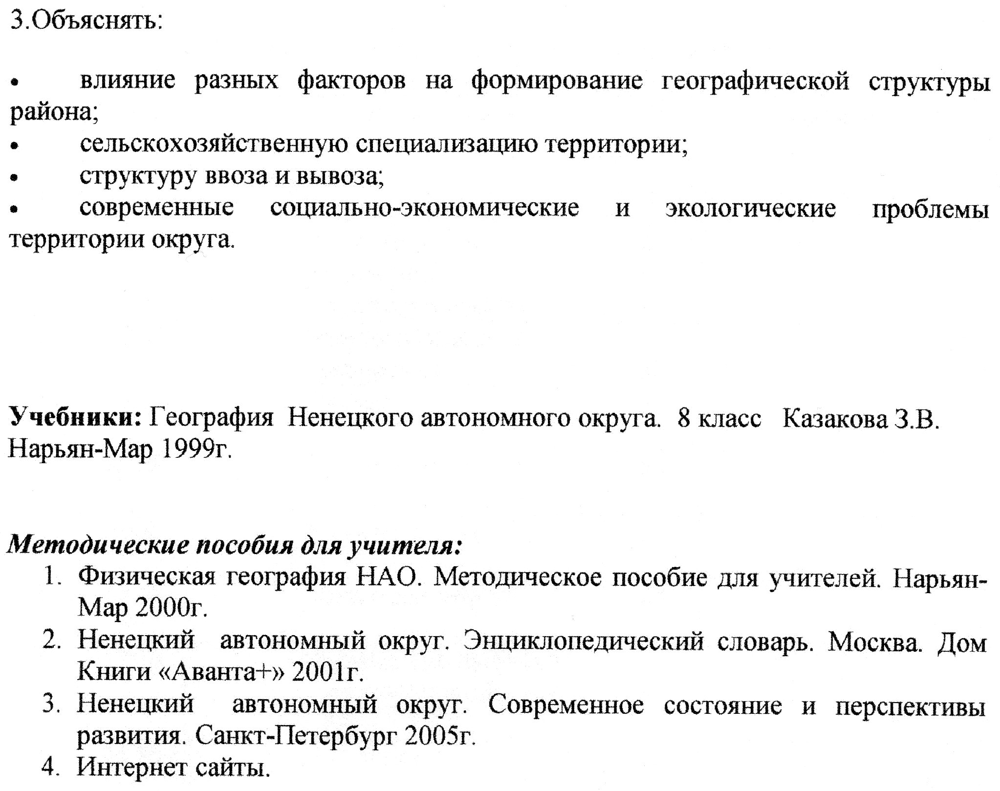 3.Объяснять:
• влияние разных факторов на формирование географической структуры
района;
• сельскохозяйственную специализацию территории;
• структуру ввоза и вывоза;
• современные социально-экономические и экологические проблемы
территории округа.
Учебники: География Ненецкого автономного округа. 8 класс Казакова З.В.
Нарьян-Мар 1999г.
Методические пособия для учителя:
1. Физическая география НАО. Методическое пособие для учителей. Нарьян-
Мар 2000г.
2. Ненецкий автономный округ. Энциклопедический словарь. Москва. Дом
Книги «Аванта+» 2001г.
3. Ненецкий автономный округ. Современное состояние и перспективы
развития. Санкт-Петербург 2005г.
4. Интернет сайты.